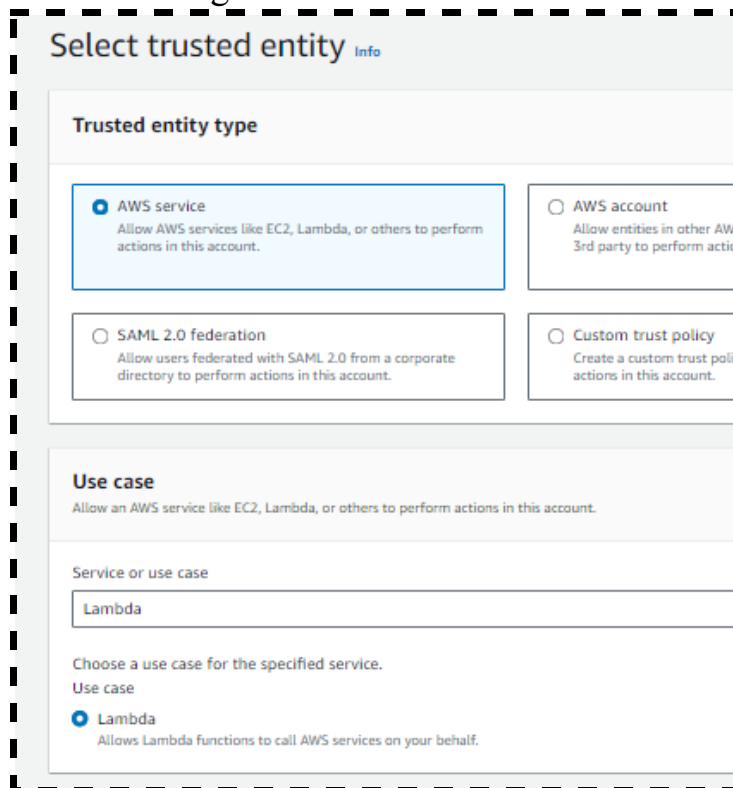 Select trusted entity Info
Trusted entity type
AWS service
Allow AWS services like EC2, Lambda, or others to perform
actions in this account.
AWS account
Allow entities in other
3rd party to perform
SAML 2.0 federation
Allow users federated with SAML 2.0 from a corporate
directory to perform actions in this account.
Custom trust policy
Create a custom trust
actions in this account.
Use case
Allow an AWS service like EC2, Lambda, or others to perform actions in this account.
Service or use case
Lambda
Choose a use case for the specified service.
Use case
Lambda
Allows Lambda functions to call AWS services on your behalf.